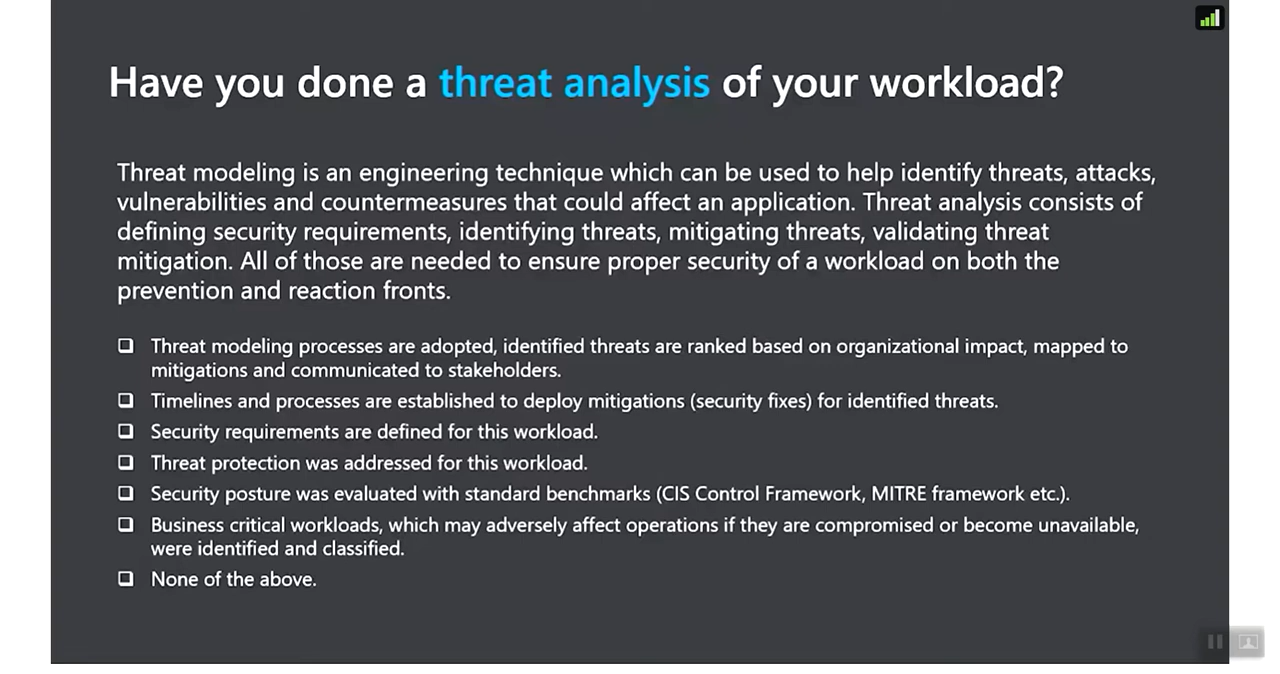 Have you done a threat analysis of your workload?
Threat modeling is an engineering technique which can be used to help identify threats, attacks,
vulnerabilities and countermeasures that could affect an application. Threat analysis consists of
defining security requirements, identifying threats, mitigating threats, validating threat
mitigation. All of those are needed to ensure proper security of a workload on both the
prevention and reaction fronts.
❑ Threat modeling processes are adopted, identified threats are ranked based on organizational impact, mapped to
mitigations and communicated to stakeholders.
❑ Timelines and processes are established to deploy mitigations (security fixes) for identified threats.
❑ Security requirements are defined for this workload.
❑ Threat protection was addressed for this workload.
❑ Security posture was evaluated with standard benchmarks (CIS Control Framework, MITRE framework etc.).
❑ Business critical workloads, which may adversely affect operations if they are compromised or become unavailable,
were identified and classified.
❑ None of the above.